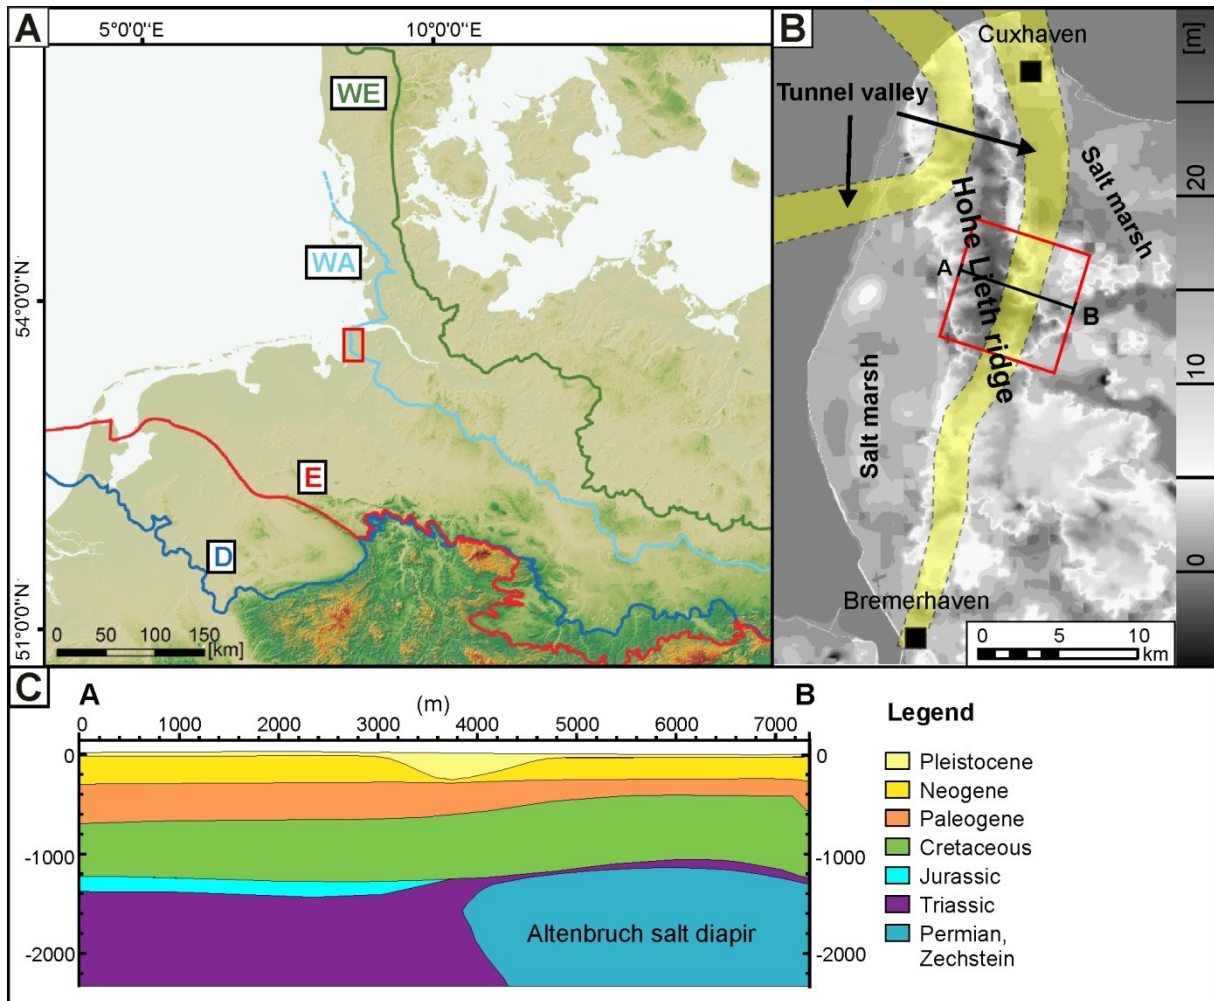 A
5°0'0"E
10°0'0"E
WE
WA
E
D
54°0'0"N
51°0'0"N
0 50 100 150
[km]
B
Cuxhaven
[m]
Tunnel valley
Salt marsh
Hohe Lieth ridge
A
B
Salt marsh
20
10
0
Bremerhaven
0 5 10
km
C
A
(m)
B
0 1000 2000 3000 4000 5000 6000 7000
0
-1000
-2000
0
-1000
-2000
Altenbruch salt diapir
Legend
Pleistocene
Neogene
Paleogene
Cretaceous
Jurassic
Triassic
Permian,
Zechstein